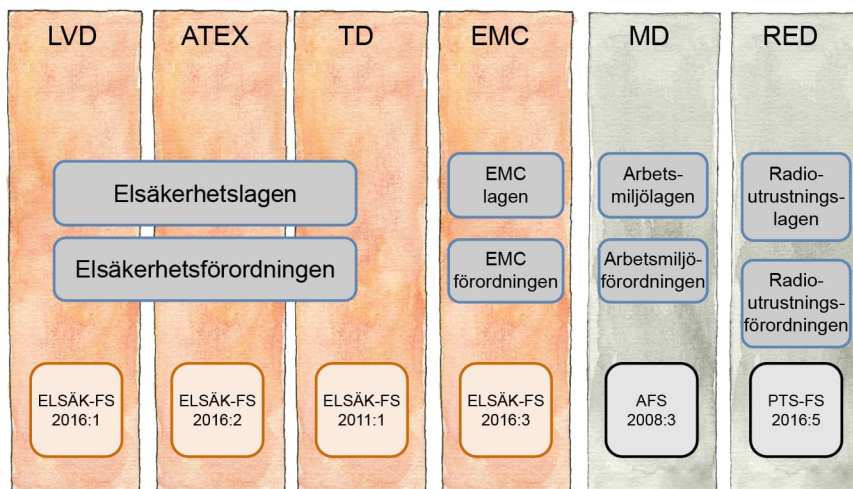 LVD
ATEX
TD
EMC
MD
RED
Elsäkerhetslagen
EMC
lagen
Arbets-
miljölagen
Radio-
utrustnings-
lagen
Elsäkerhetsförordningen
EMC
förordningen
Arbetsmiljö-
förordningen
Radio-
utrustnings-
förordningen
ELSÄK-FS
2016:1
ELSÄK-FS
2016:2
ELSÄK-FS
2011:1
ELSÄK-FS
2016:3
AFS
2008:3
PTS-FS
2016:5